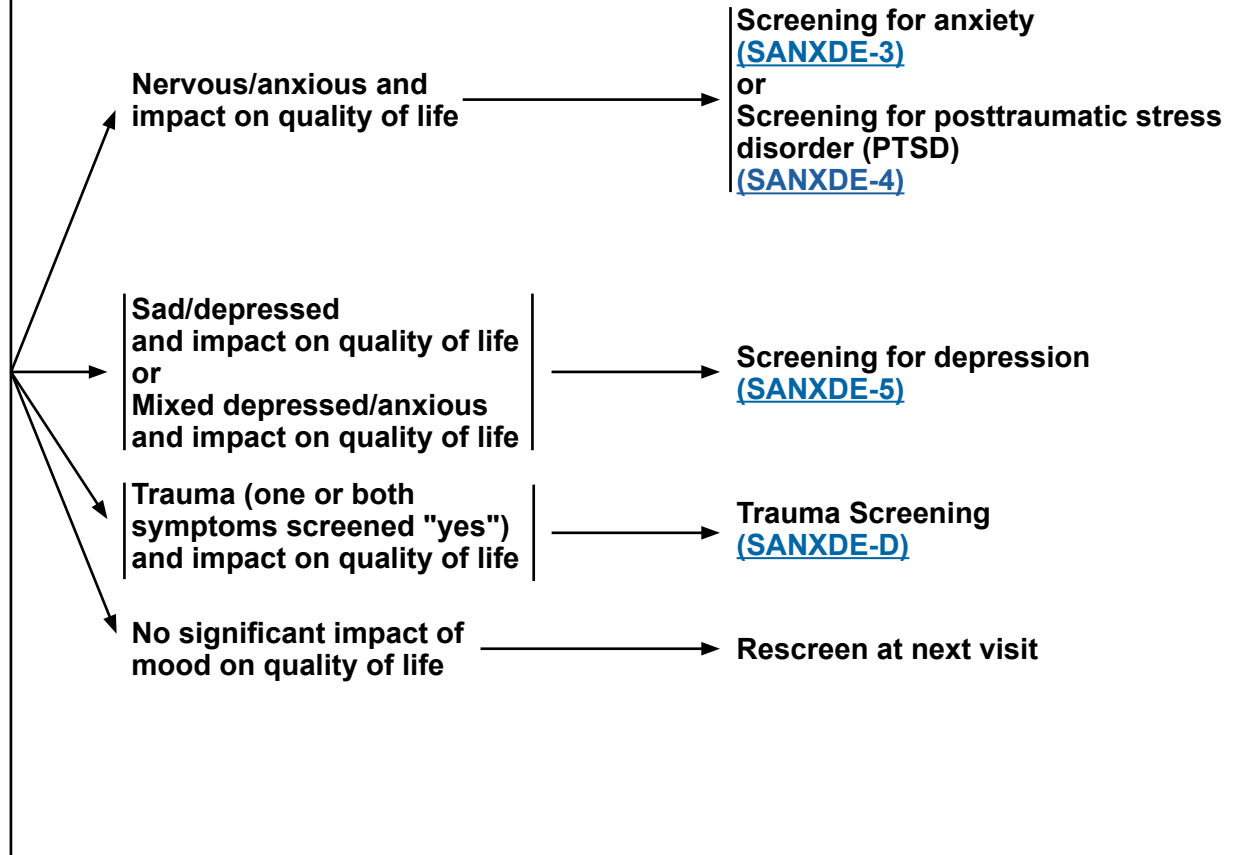 Nervous/anxious and
impact on quality of life
Screening for anxiety
(SANXDE-3)
or
Screening for posttraumatic stress
disorder (PTSD)
(SANXDE-4)
Sad/depressed
and impact on quality of life
or
Mixed depressed/anxious
and impact on quality of life
Screening for depression
(SANXDE-5)
Trauma (one or both
symptoms screened "yes")
and impact on quality of life
Trauma Screening
(SANXDE-D)
No significant impact of
mood on quality of life
Rescreen at next visit